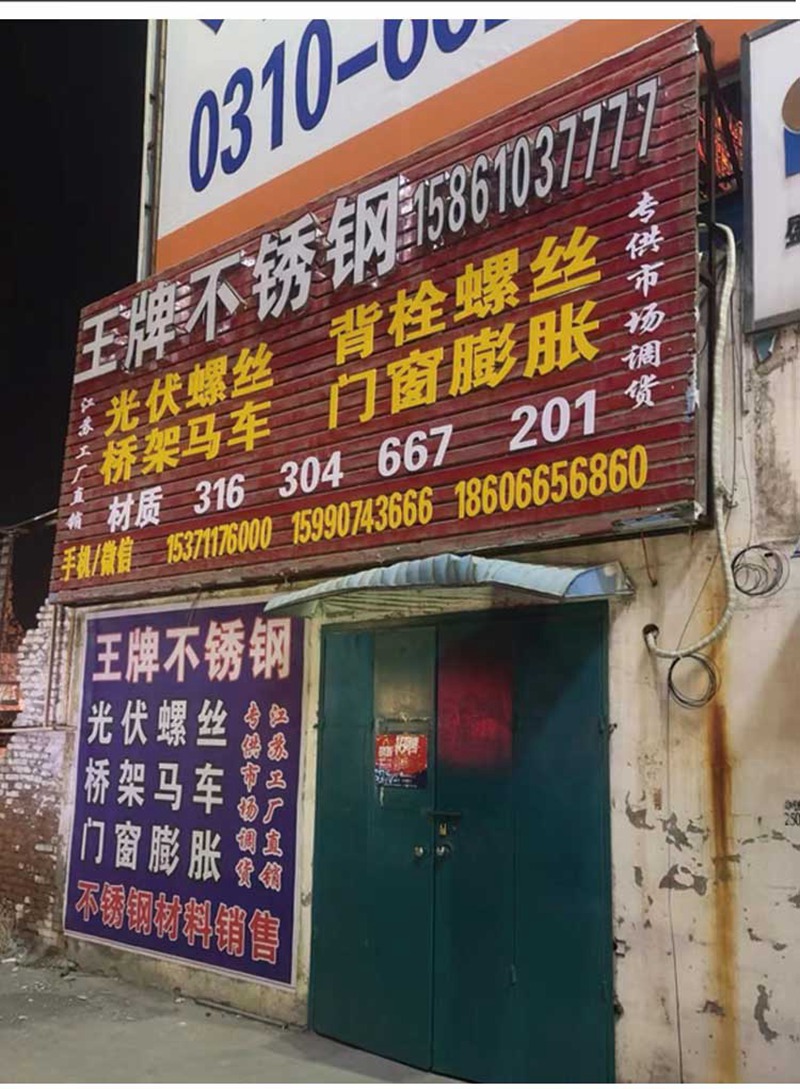 王牌不锈钢 15861037777
光伏螺丝 背栓螺丝
桥架马车 门窗膨胀
江苏工厂直销
专供市场调货
材质 316 304 667 201
手机/微信 15371176000 15990743666 18606656860
王牌不锈钢
光伏螺丝
桥架马车
门窗膨胀
专供市场调货
江苏工厂直销
不锈钢材料销售